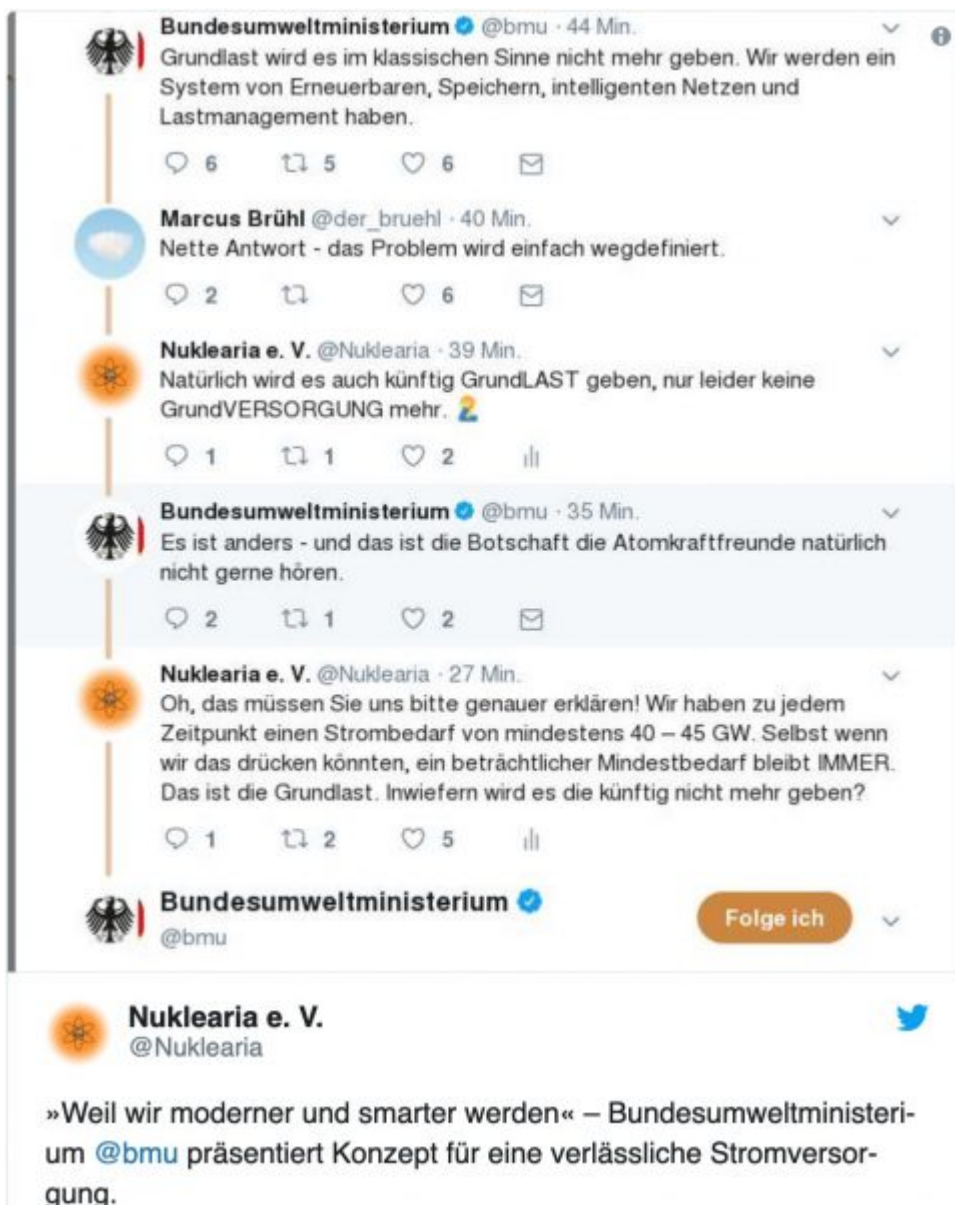 Bundesumweltministerium @bmu · 44 Min.
Grundlast wird es im klassischen Sinne nicht mehr geben. Wir werden ein
System von Erneuerbaren, Speichern, intelligenten Netzen und
Lastmanagement haben.
6 5 6
Marcus Brühl @der_bruehl · 40 Min.
Nette Antwort - das Problem wird einfach wegdefiniert.
2 6
Nuklearia e. V. @Nuklearia · 39 Min.
Natürlich wird es auch künftig GrundLAST geben, nur leider keine
GrundVERSORGUNG mehr.
1 1 2
Bundesumweltministerium @bmu · 35 Min.
Es ist anders - und das ist die Botschaft die Atomkraftfreunde natürlich
nicht gerne hören.
2 1 2
Nuklearia e. V. @Nuklearia · 27 Min.
Oh, das müssen Sie uns bitte genauer erklären! Wir haben zu jedem
Zeitpunkt einen Strombedarf von mindestens 40 – 45 GW. Selbst wenn
wir das drücken könnten, ein beträchtlicher Mindestbedarf bleibt IMMER.
Das ist die Grundlast. Inwiefern wird es die künftig nicht mehr geben?
1 2 5
Bundesumweltministerium
@bmu
Folge ich
Nuklearia e. V.
@Nuklearia
»Weil wir moderner und smarter werden« – Bundesumweltministeri-
um @bmu präsentiert Konzept für eine verlässliche Stromversor-
gung.